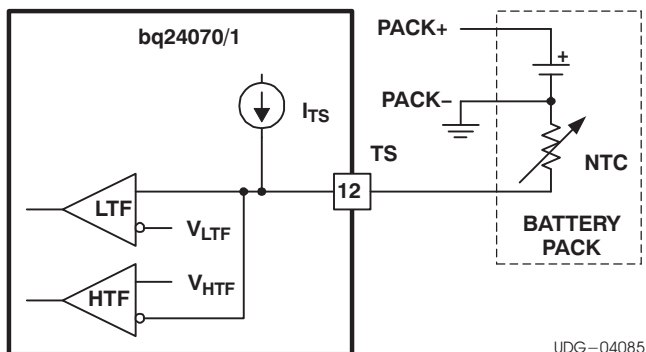 bq24070/1
PACK+
+
PACK−
I_TS
TS
NTC
12
LTF
V_LTF
BATTERY
PACK
HTF
V_HTF
UDG−04085